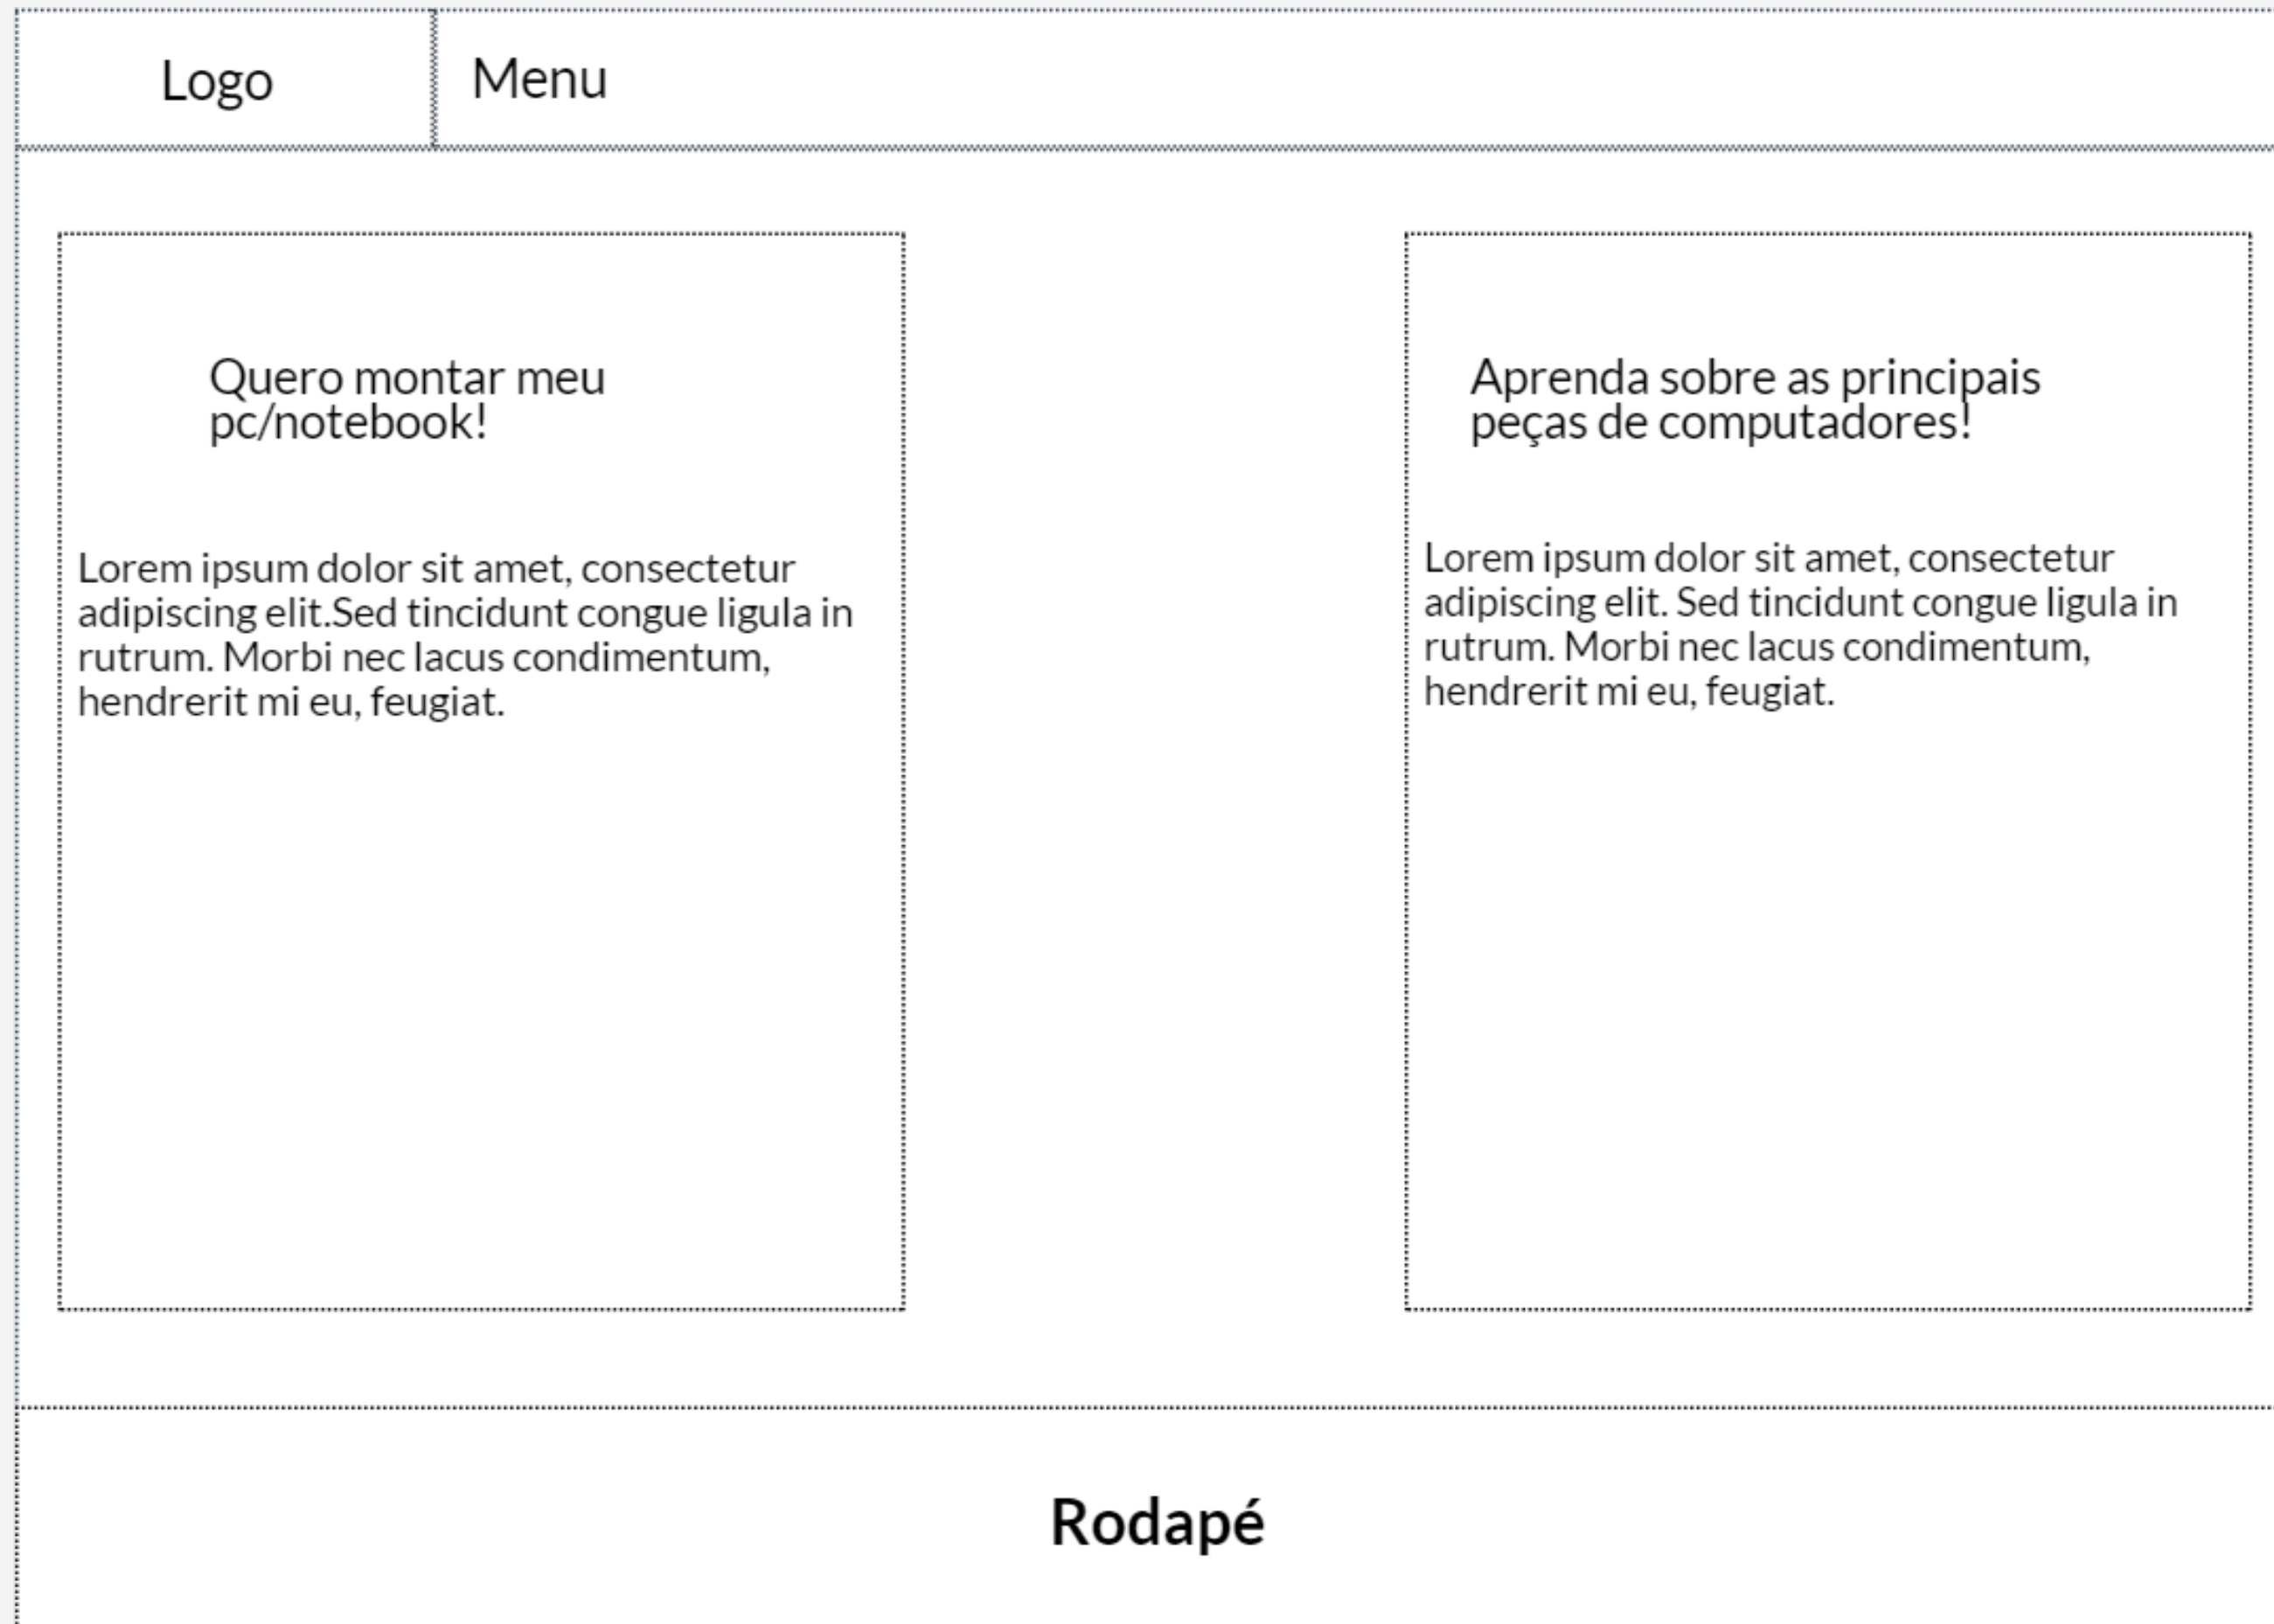 Logo
Menu
Quero montar meu
pc/notebook!
Lorem ipsum dolor sit amet, consectetur
adipiscing elit.Sed tincidunt congue ligula in
rutrum. Morbi nec lacus condimentum,
hendrerit mi eu, feugiat.
Aprenda sobre as principais
peças de computadores!
Lorem ipsum dolor sit amet, consectetur
adipiscing elit. Sed tincidunt congue ligula in
rutrum. Morbi nec lacus condimentum,
hendrerit mi eu, feugiat.
Rodapé